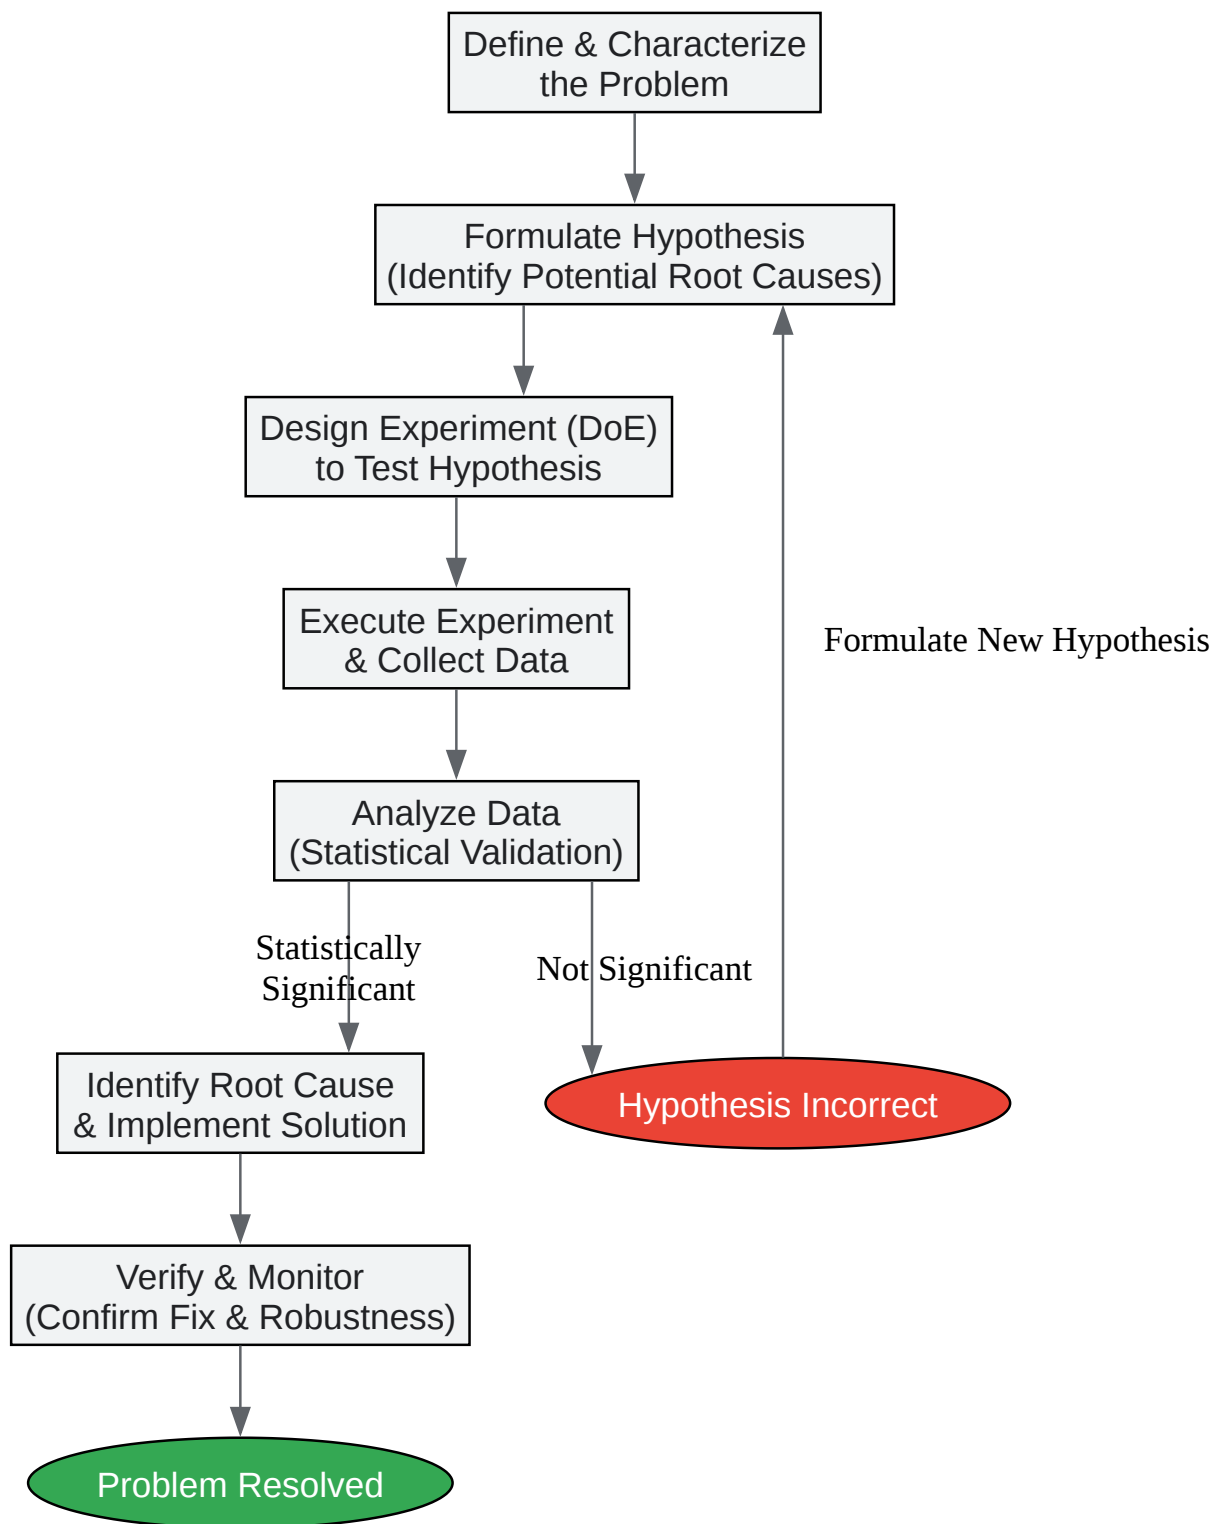 Define & Characterize
the Problem
Formulate Hypothesis
(Identify Potential Root Causes)
Design Experiment (DoE)
to Test Hypothesis
Execute Experiment
& Collect Data
Formulate New Hypothesis
Analyze Data
(Statistical Validation)
Statistically
Significant
Not Significant
Identify Root Cause
& Implement Solution
Hypothesis Incorrect
Verify & Monitor
(Confirm Fix & Robustness)
Problem Resolved